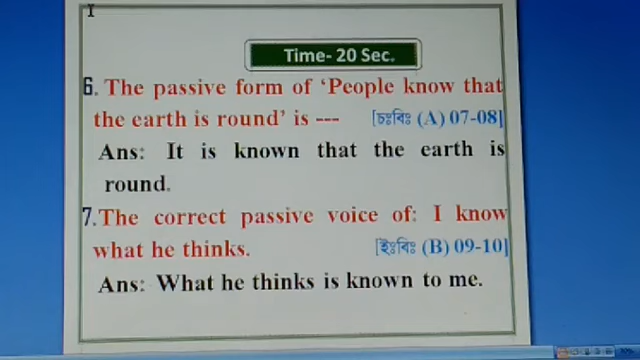 Time- 20 Sec.
6. The passive form of ‘People know that
the earth is round’ is --- [চঃবিঃ (A) 07-08]
Ans: It is known that the earth is
round.
7. The correct passive voice of: I know
what he thinks. [ইঃবিঃ (B) 09-10]
Ans: What he thinks is known to me.